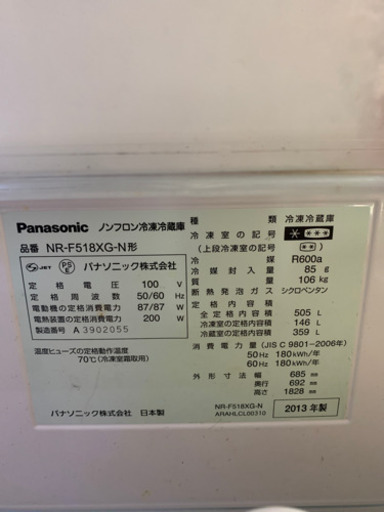 Panasonic ノンフロン冷凍冷蔵庫
品番 NR-F518XG-N形
JET PSE パナソニック株式会社
定格電圧 100 V
定格周波数 50/60 Hz
電動機の定格消費電力 87/87 W
電熱装置の定格消費電力 200 W
製造番号 A 3902055
温度ヒューズの定格動作温度
70℃(冷凍室霜取用)
パナソニック株式会社 日本製
種類 冷凍冷蔵庫
冷凍室の記号
(上段冷凍室の記号)
冷媒 R600a
冷媒封入量 85 g
質量 106 kg
断熱発泡ガス シクロペンタン
定格内容積
全定格内容積 505 L
冷凍室の定格内容積 146 L
冷蔵室の定格内容積 359 L
消費電力量(JIS C 9801-2006年)
50Hz 180kWh/年
60Hz 180kWh/年
外形寸法 幅 685 mm
奥行 692 mm
高さ 1828 mm
NR-F518XG-N
ARAHLCL00310
2013年製